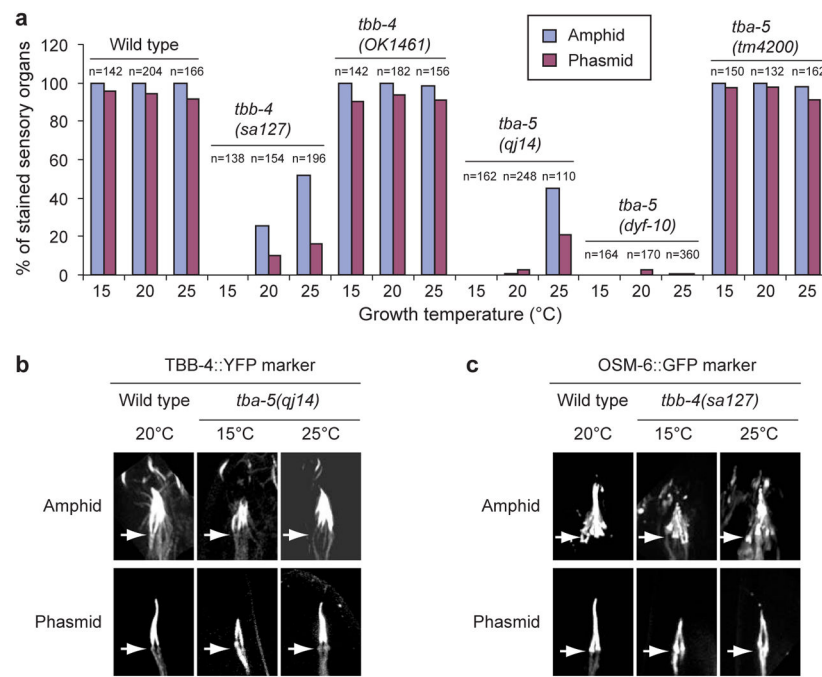 a
% of stained sensory organs
120
100
80
60
40
20
0
Wild type
n=142 n=204 n=166
tbb-4
(sa127)
n=138 n=154 n=196
tbb-4
(OK1461)
n=142 n=182 n=156
Amphid
Phasmid
tba-5
(qj14)
n=162 n=248 n=110
tba-5
(dyf-10)
n=164 n=170 n=360
tba-5
(tm4200)
n=150 n=132 n=162
15 20 25 15 20 25 15 20 25 15 20 25 15 20 25 15 20 25
Growth temperature (°C)
b
TBB-4::YFP marker
Wild type tba-5(qj14)
20°C 15°C 25°C
Amphid
Phasmid
c
OSM-6::GFP marker
Wild type tbb-4(sa127)
20°C 15°C 25°C
Amphid
Phasmid